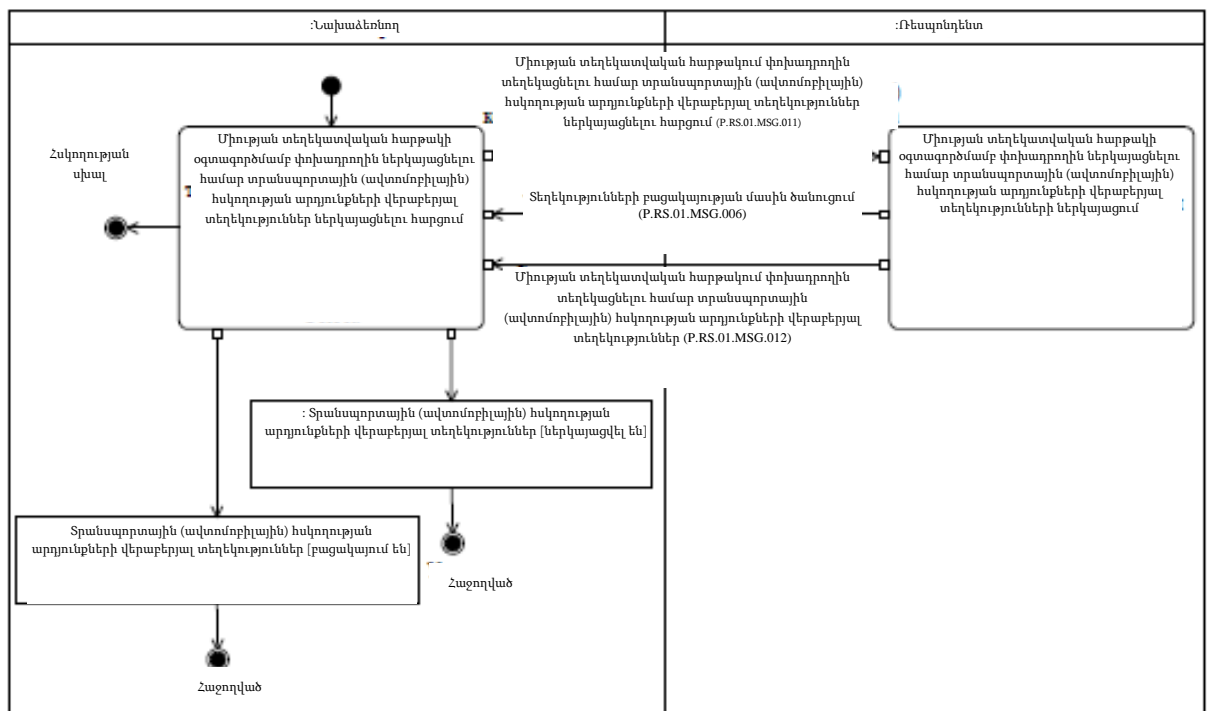 :Նախաձեռնող
:Ռեսպոնդենտ
Միության տեղեկատվական հարթակում փոխադրողին
տեղեկացնելու համար տրանսպորտային (ավտոմոբիլային)
հսկողության արդյունքների վերաբերյալ տեղեկություններ
ներկայացնելու հարցում (P.RS.01.MSG.011)
Հսկողության
սխալ
Միության տեղեկատվական հարթակի
օգտագործմամբ փոխադրողին ներկայացնելու
համար տրանսպորտային (ավտոմոբիլային)
հսկողության արդյունքների վերաբերյալ
տեղեկություններ ներկայացնելու հարցում
Միության տեղեկատվական հարթակի
օգտագործմամբ փոխադրողին ներկայացնելու
համար տրանսպորտային (ավտոմոբիլային)
հսկողության արդյունքների վերաբերյալ
տեղեկությունների ներկայացում
Տեղեկությունների բացակայության մասին ծանուցում
(P.RS.01.MSG.006)
Միության տեղեկատվական հարթակում փոխադրողին
տեղեկացնելու համար տրանսպորտային
(ավտոմոբիլային) հսկողության արդյունքների վերաբերյալ
տեղեկություններ (P.RS.01.MSG.012)
: Տրանսպորտային (ավտոմոբիլային) հսկողության
արդյունքների վերաբերյալ տեղեկություններ [ներկայացվել են]
Տրանսպորտային (ավտոմոբիլային) հսկողության
արդյունքների վերաբերյալ տեղեկություններ [բացակայում են]
Հաջողված
Հաջողված